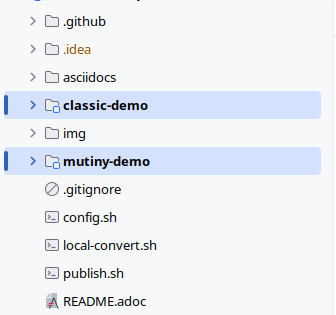 .github
.idea
asciidocs
classic-demo
img
mutiny-demo
.gitignore
config.sh
local-convert.sh
publish.sh
README.adoc